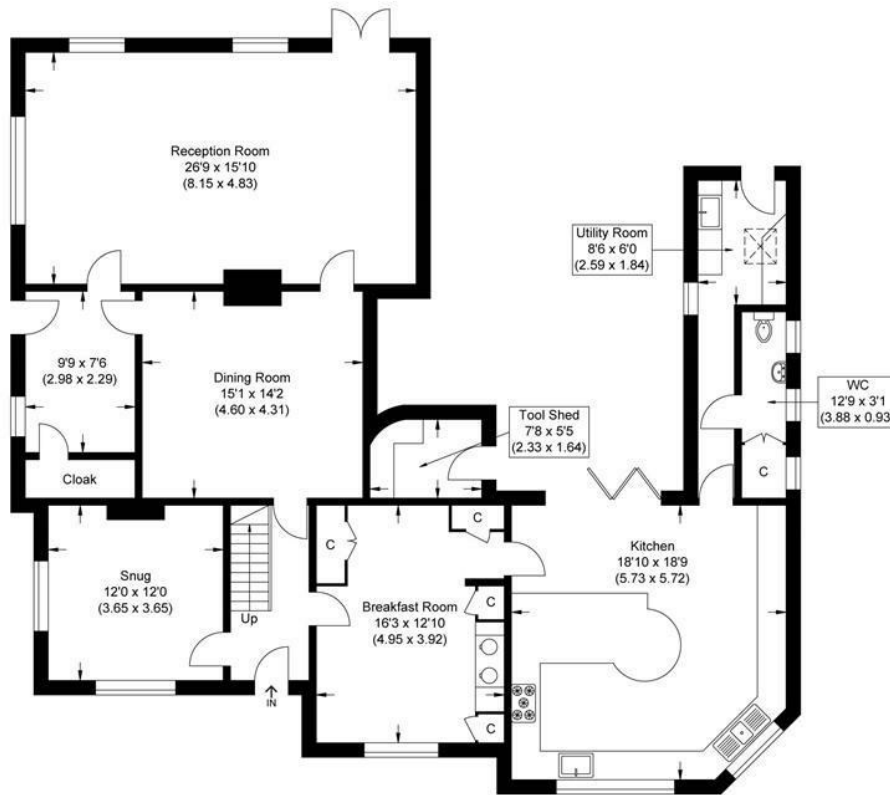 Reception Room
26'9 x 15'10
(8.15 x 4.83)
Utility Room
8'6 x 6'0
(2.59 x 1.84)
9'9 x 7'6
(2.98 x 2.29)
Dining Room
15'1 x 14'2
(4.60 x 4.31)
WC
12'9 x 3'1
(3.88 x 0.93
Tool Shed
7'8 x 5'5
(2.33 x 1.64)
Cloak
C
Snug
12'0 x 12'0
(3.65 x 3.65)
Up
IN
C
C
Breakfast Room
16'3 x 12'10
(4.95 x 3.92)
C
C
Kitchen
18'10 x 18'9
(5.73 x 5.72)